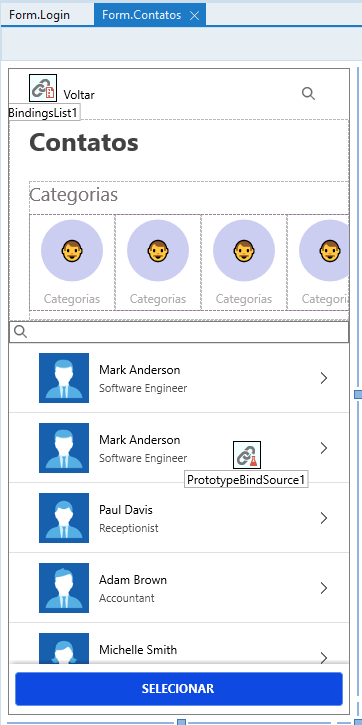 Form.Login
Form.Contatos
Voltar
BindingsList1
Contatos
Categorias
Categorias
Categorias
Categorias
Categorias
Mark Anderson
Software Engineer
Mark Anderson
Software Engineer
PrototypeBindSource1
Paul Davis
Receptionist
Adam Brown
Accountant
Michelle Smith
SELECIONAR